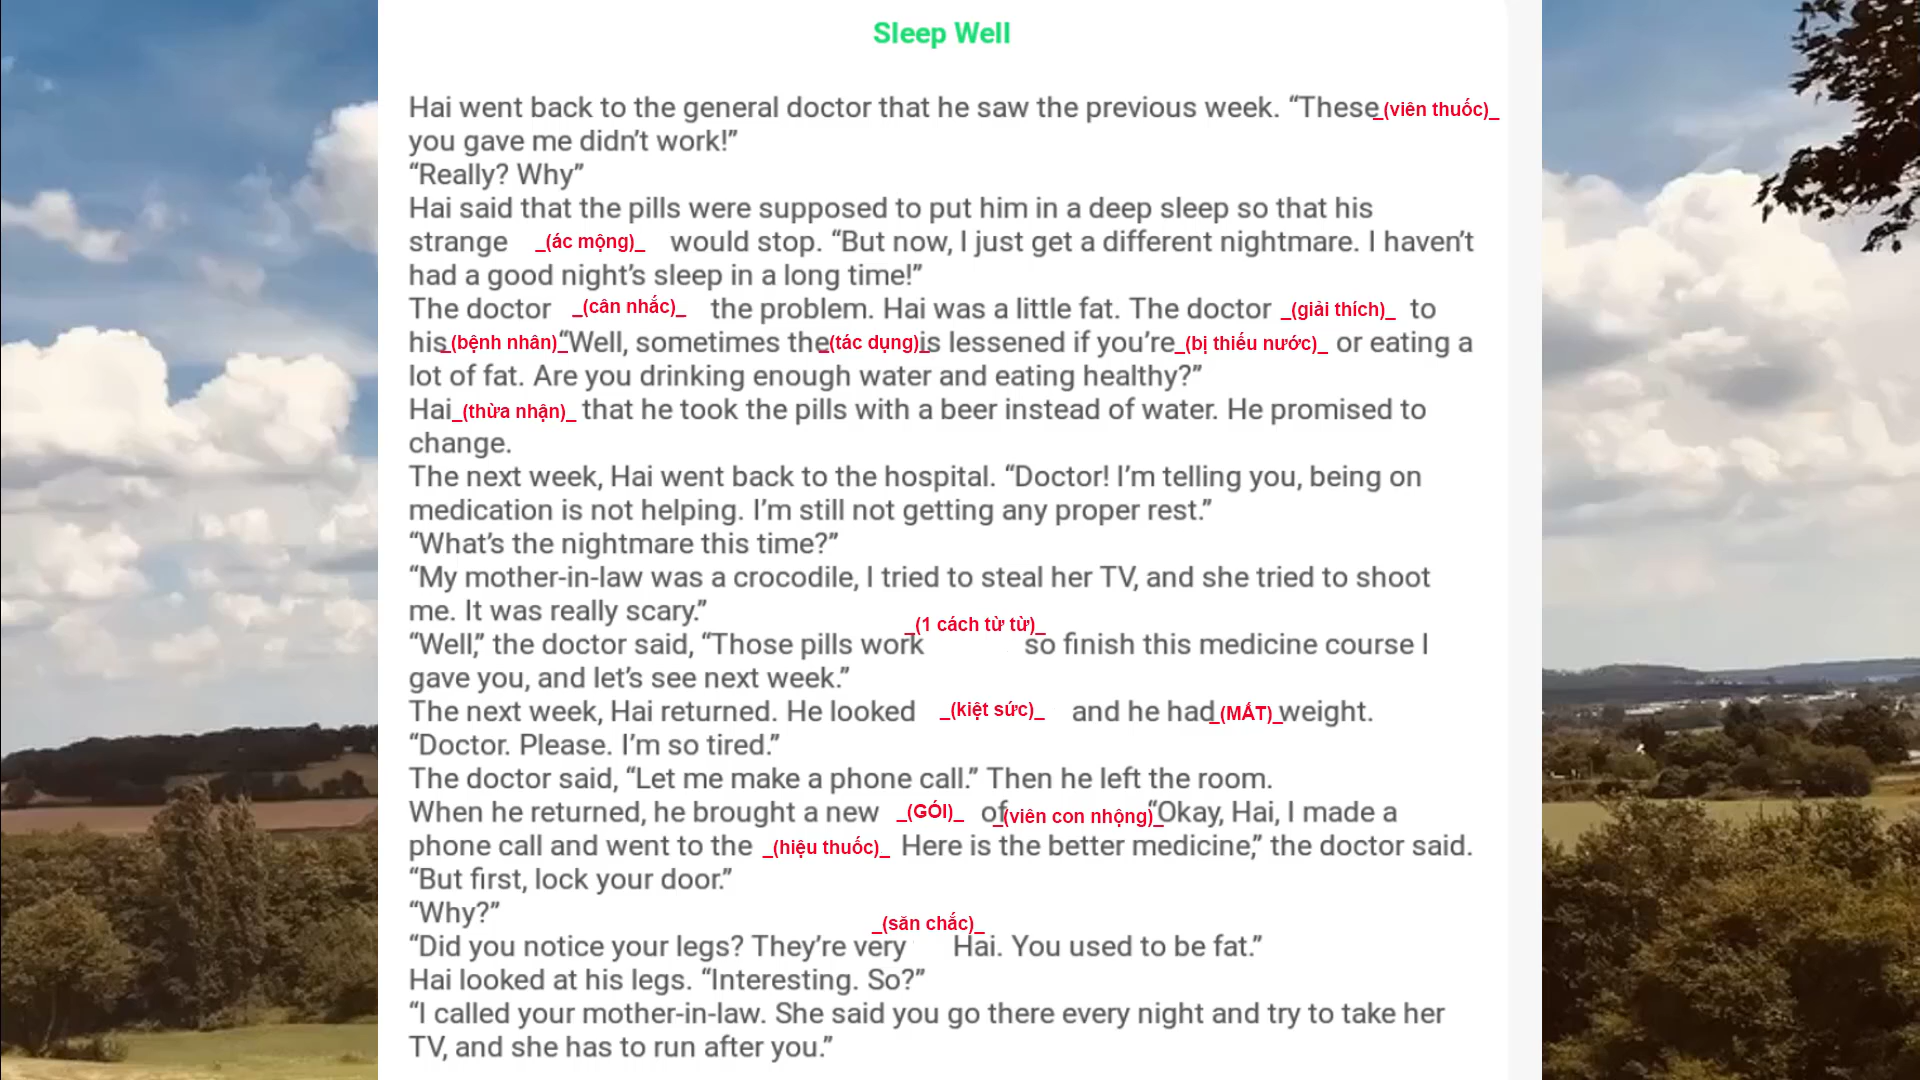 Sleep Well
Hai went back to the general doctor that he saw the previous week. “These_(viên thuốc)_
you gave me didn’t work!”
“Really? Why”
Hai said that the pills were supposed to put him in a deep sleep so that his
strange _(ác mộng)_ would stop. “But now, I just get a different nightmare. I haven’t
had a good night’s sleep in a long time!”
The doctor _(cân nhắc)_ the problem. Hai was a little fat. The doctor _(giải thích)_ to
his_(bệnh nhân)_“Well, sometimes the_(tác dụng)_is lessened if you’re_(bị thiếu nước)_ or eating a
lot of fat. Are you drinking enough water and eating healthy?”
Hai_(thừa nhận)_ that he took the pills with a beer instead of water. He promised to
change.
The next week, Hai went back to the hospital. “Doctor! I’m telling you, being on
medication is not helping. I’m still not getting any proper rest.”
“What’s the nightmare this time?”
“My mother-in-law was a crocodile, I tried to steal her TV, and she tried to shoot
me. It was really scary.”
“Well,” the doctor said, “Those pills work _(1 cách từ từ)_ so finish this medicine course I
gave you, and let’s see next week.”
The next week, Hai returned. He looked _(kiệt sức)_ and he had_(MẤT)_weight.
“Doctor. Please. I’m so tired.”
The doctor said, “Let me make a phone call.” Then he left the room.
When he returned, he brought a new _(GÓI)_ of_(viên con nhộng)_“Okay, Hai, I made a
phone call and went to the _(hiệu thuốc)_ Here is the better medicine,” the doctor said.
“But first, lock your door.”
“Why?”
“Did you notice your legs? They’re very _(săn chắc)_ Hai. You used to be fat.”
Hai looked at his legs. “Interesting. So?”
“I called your mother-in-law. She said you go there every night and try to take her
TV, and she has to run after you.”